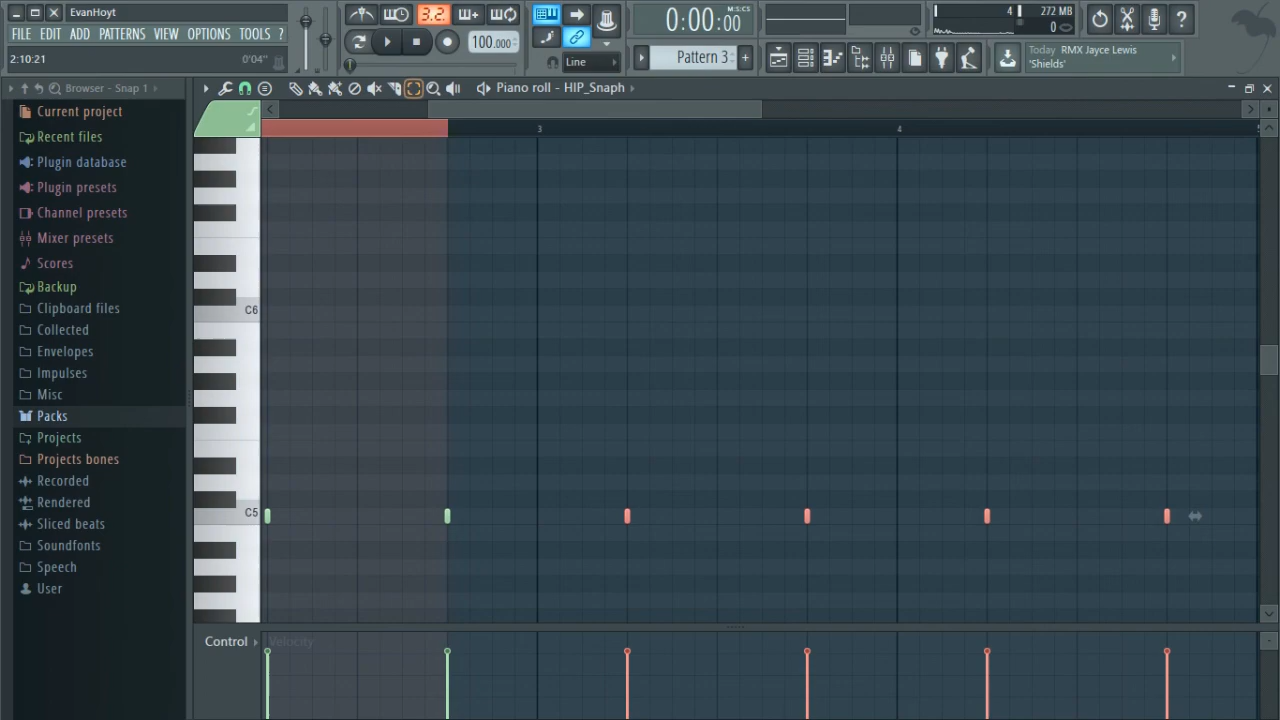 EvanHoyt
FILE EDIT ADD PATTERNS VIEW OPTIONS TOOLS ?
2:10:21 0'04"
3.2.
100.000
Line
0:00:00
Pattern 3
4
272 MB
0
Today RMX Jayce Lewis
'Shields'
Browser - Snap 1
Piano roll - HIP_Snaph
Current project
Recent files
Plugin database
Plugin presets
Channel presets
Mixer presets
Scores
Backup
Clipboard files
Collected
Envelopes
Impulses
Misc
Packs
Projects
Projects bones
Recorded
Rendered
Sliced beats
Soundfonts
Speech
User
3 4 5
C6
C5
Control
Velocity